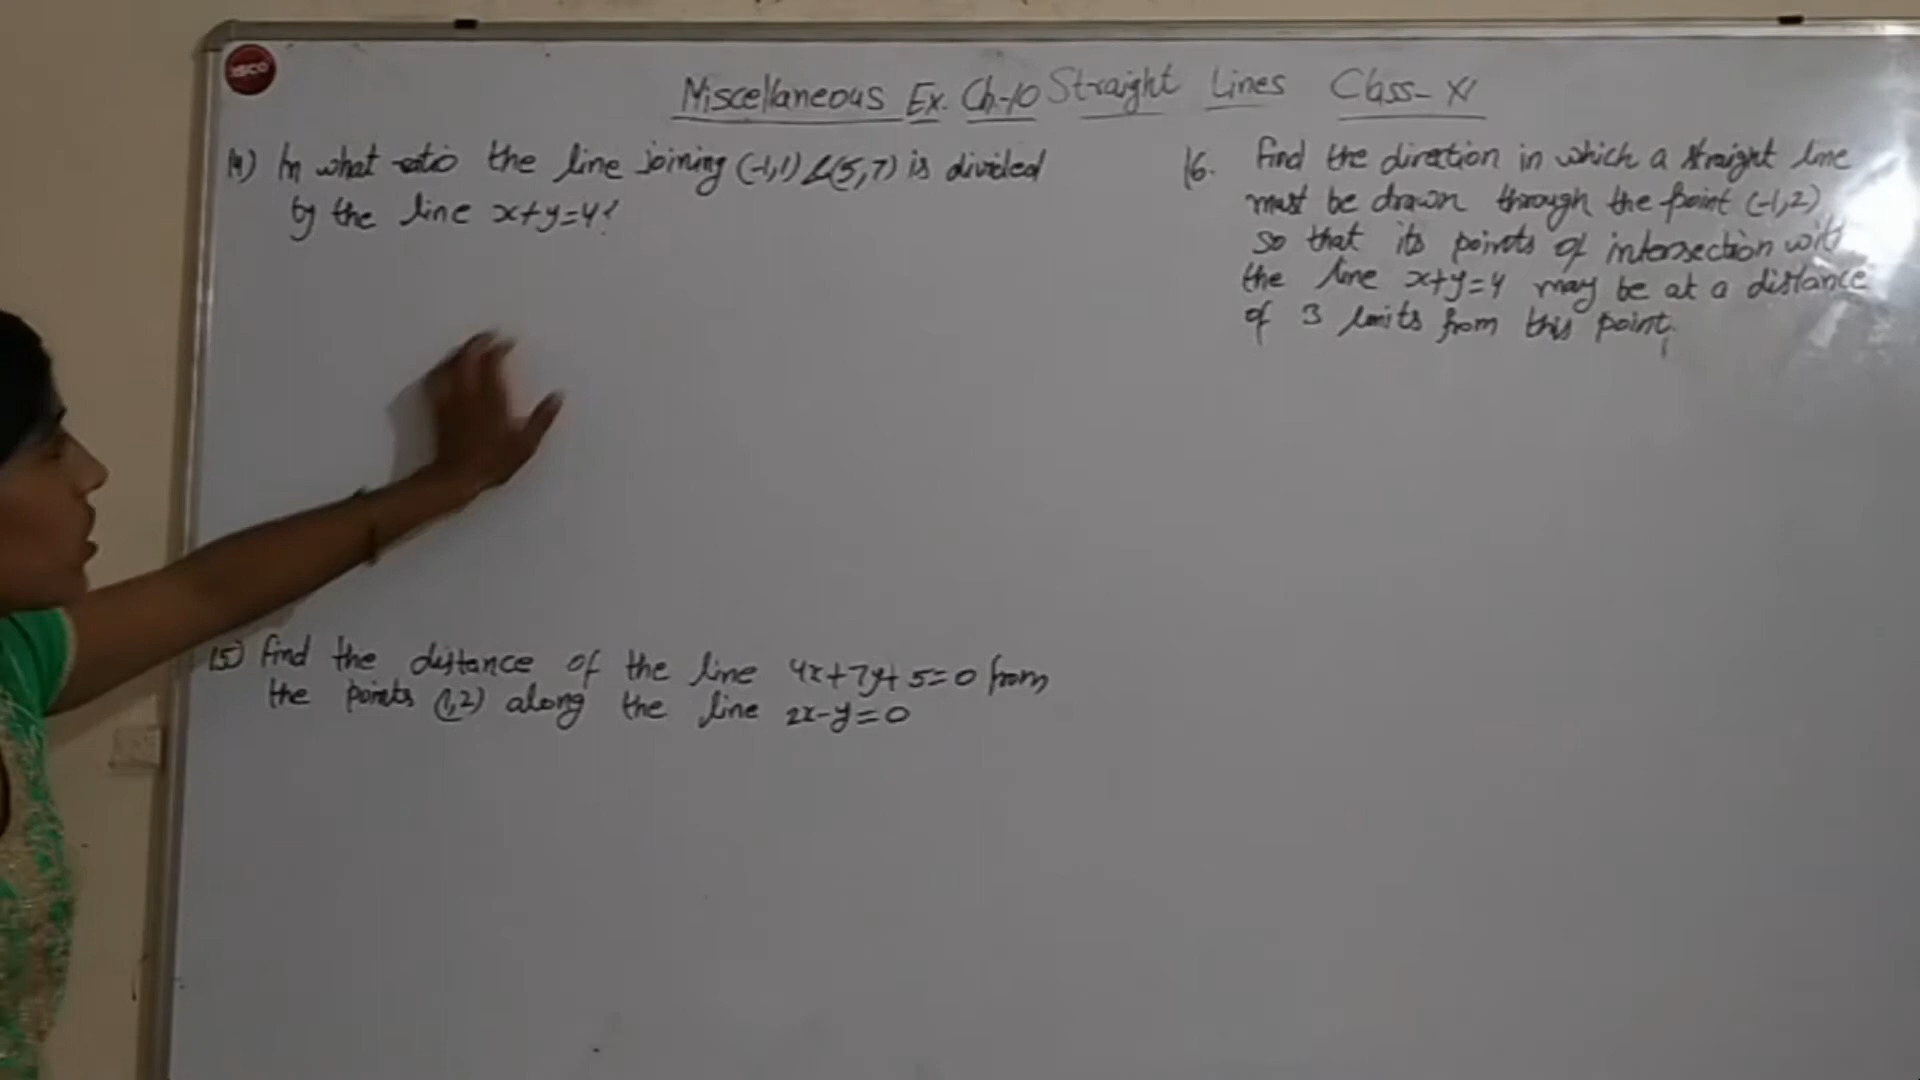 Miscellaneous Ex. Ch-10 Straight Lines Class-XI
14) In what ratio the line joining (-1,1) & (5,7) is divided
by the line x+y=4?
15) find the distance of the line 4x+7y+5=0 from
the points (1,2) along the line 2x-y=0
16. find the direction in which a straight line
must be drawn through the point (-1,2)
so that its points of intersection with
the line x+y=4 may be at a distance
of 3 units from this point.